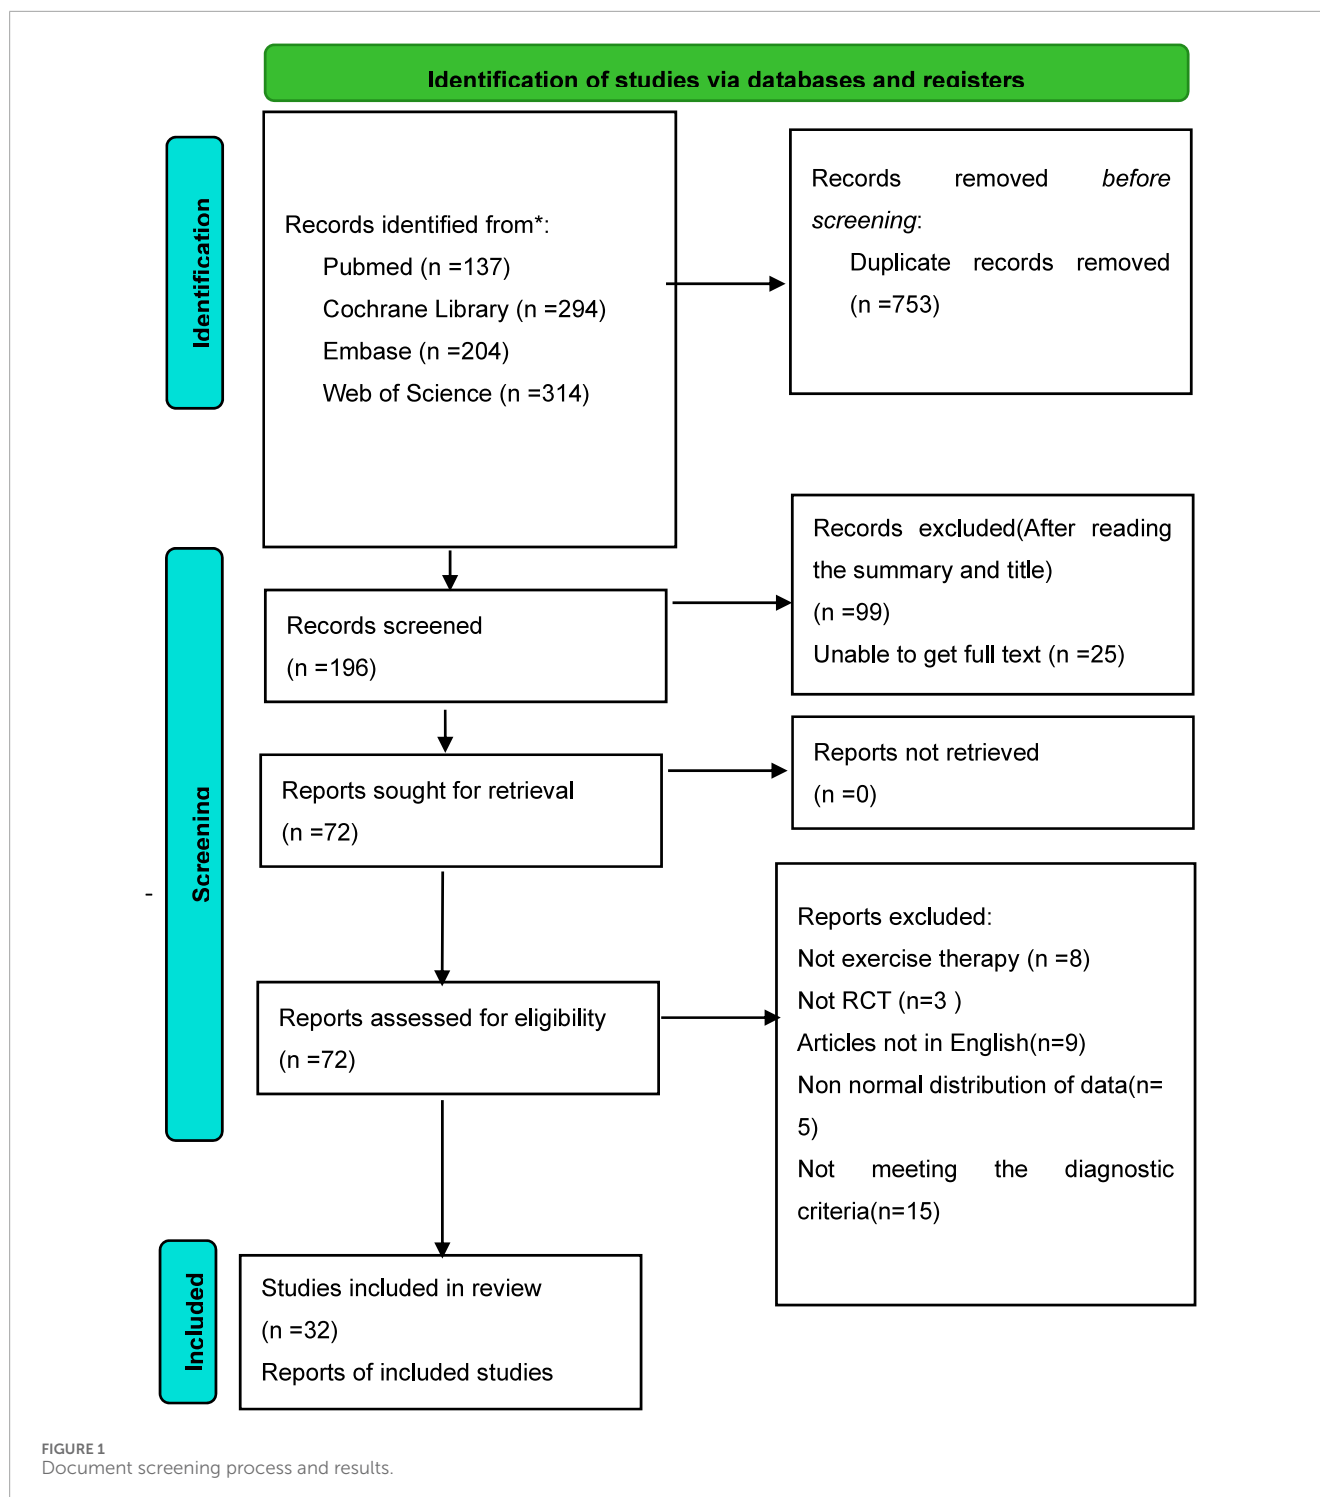 Identification of studies via databases and registers
Identification
Records identified from*:
Pubmed (n =137)
Cochrane Library (n =294)
Embase (n =204)
Web of Science (n =314)
Records removed before
screening:
Duplicate records removed
(n =753)
Screening
Records screened
(n =196)
Records excluded(After reading
the summary and title)
(n =99)
Unable to get full text (n =25)
Reports sought for retrieval
(n =72)
Reports not retrieved
(n =0)
-
Reports assessed for eligibility
(n =72)
Reports excluded:
Not exercise therapy (n =8)
Not RCT (n=3 )
Articles not in English(n=9)
Non normal distribution of data(n=
5)
Not meeting the diagnostic
criteria(n=15)
Included
Studies included in review
(n =32)
Reports of included studies
FIGURE 1
Document screening process and results.